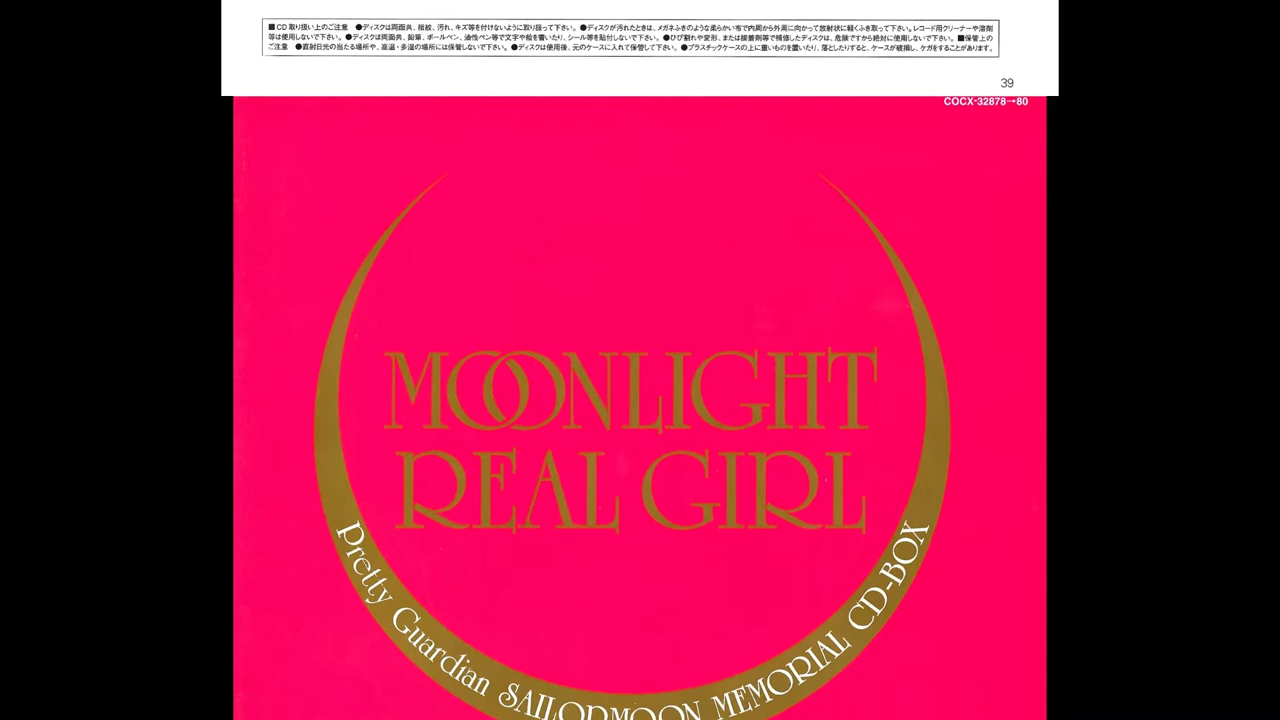 ■CD取り扱い上のご注意 ●ディスクは両面共、指紋、汚れ、キズ等を付けないように取り扱って下さい。●ディスクが汚れたときは、メガネふきのような柔らかい布で内周から外周に向かって放射状に軽くふき取って下さい。レコード用クリーナーや溶剤
等は使用しないで下さい。●ディスクは両面共、鉛筆、ボールペン、油性ペン等で文字や絵を書いたり、シール等を貼付しないで下さい。●ひび割れや変形、または接着剤等で補修したディスクは、危険ですから絶対に使用しないで下さい。■保管上の
ご注意 ●直射日光の当たる場所や、高温・多湿の場所には保管しないで下さい。●ディスクは使用後、元のケースに入れて保管して下さい。●プラスチックケースの上に重いものを置いたり、落としたりすると、ケースが破損し、ケガをすることがあります。
39
COCX-32878→80
MOONLIGHT
REAL GIRL
Pretty Guardian SAILORMOON MEMORIAL CD-BOX